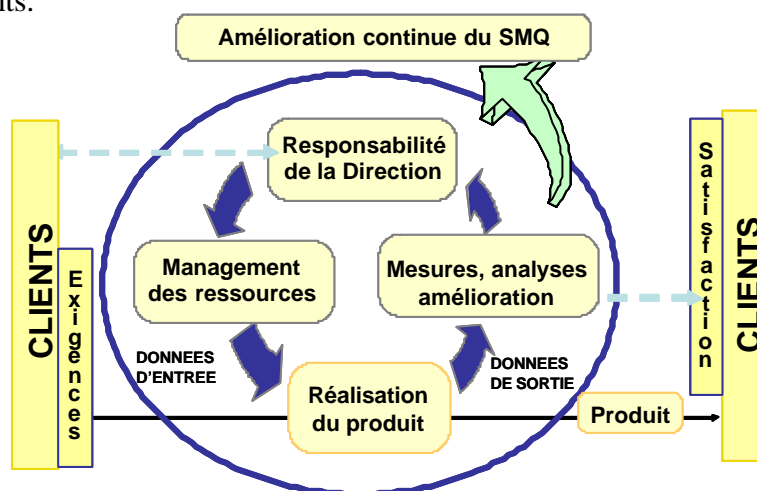 nts.
Amélioration continue du SMQ
Responsabilité
de la Direction
CLIENTS
Exigences
Management
des ressources
Mesures, analyses
amélioration
Satisfaction
CLIENTS
DONNEES
D'ENTREE
DONNEES
DE SORTIE
Réalisation
du produit
Produit